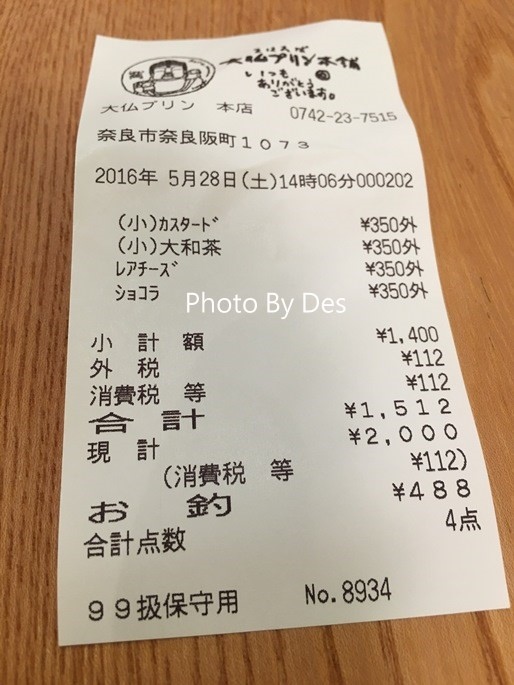 大仏プリン本舗
いつも
ありがとう
ございます。
大仏プリン 本店 0742-23-7515
奈良市奈良阪町1073
2016年 5月28日(土)14時06分000202
(小)ｶｽﾀｰﾄﾞ ¥350外
(小)大和茶 ¥350外
ﾚｱﾁｰｽﾞ ¥350外
ｼｮｺﾗ ¥350外
Photo By Des
小計額 ¥1,400
外税 ¥112
消費税 等 ¥112
合計 ¥1,512
現計 ¥2,000
(消費税 等 ¥112)
お釣 ¥488
合計点数 4点
99扱保守用 No.8934